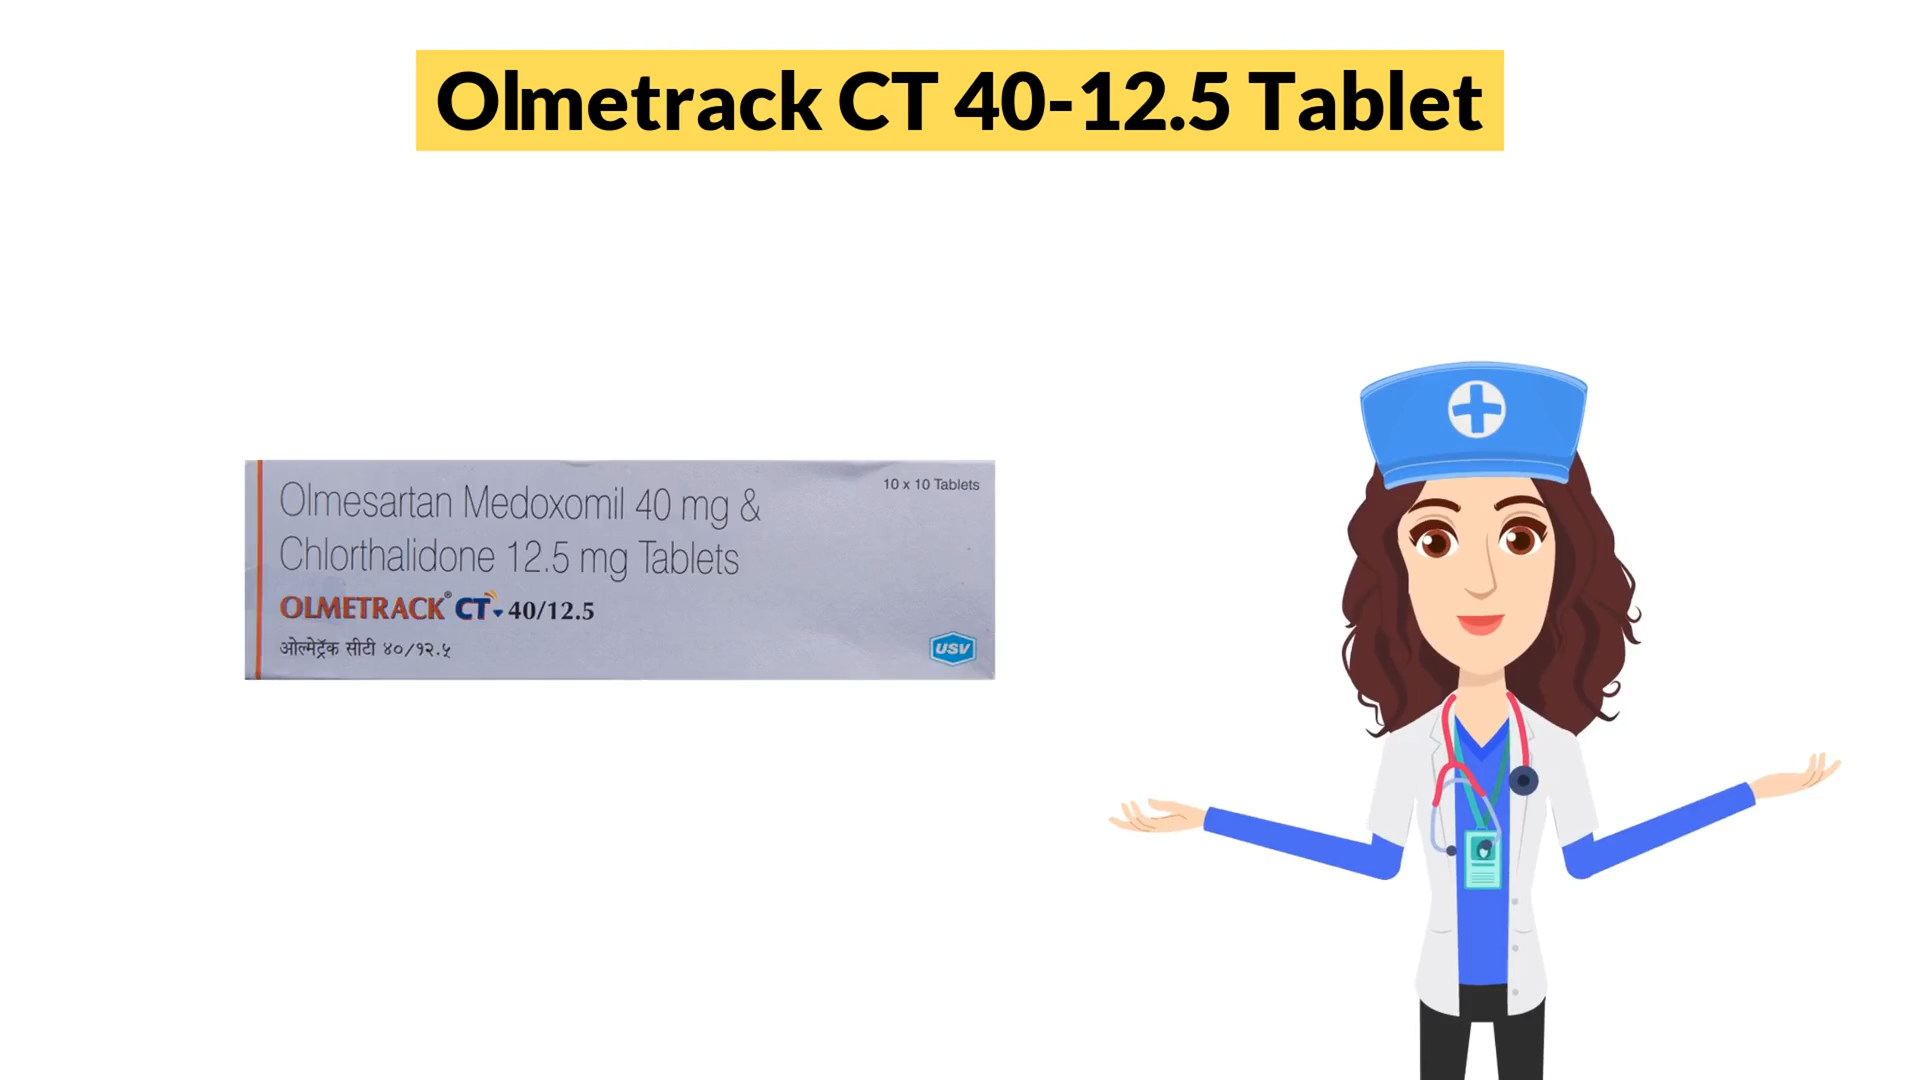 Olmetrack CT 40-12.5 Tablet
10 x 10 Tablets
Olmesartan Medoxomil 40 mg &
Chlorthalidone 12.5 mg Tablets
OLMETRACK® CT 40/12.5
ओल्मेट्रॅक सीटी ४०/१२.५
USV